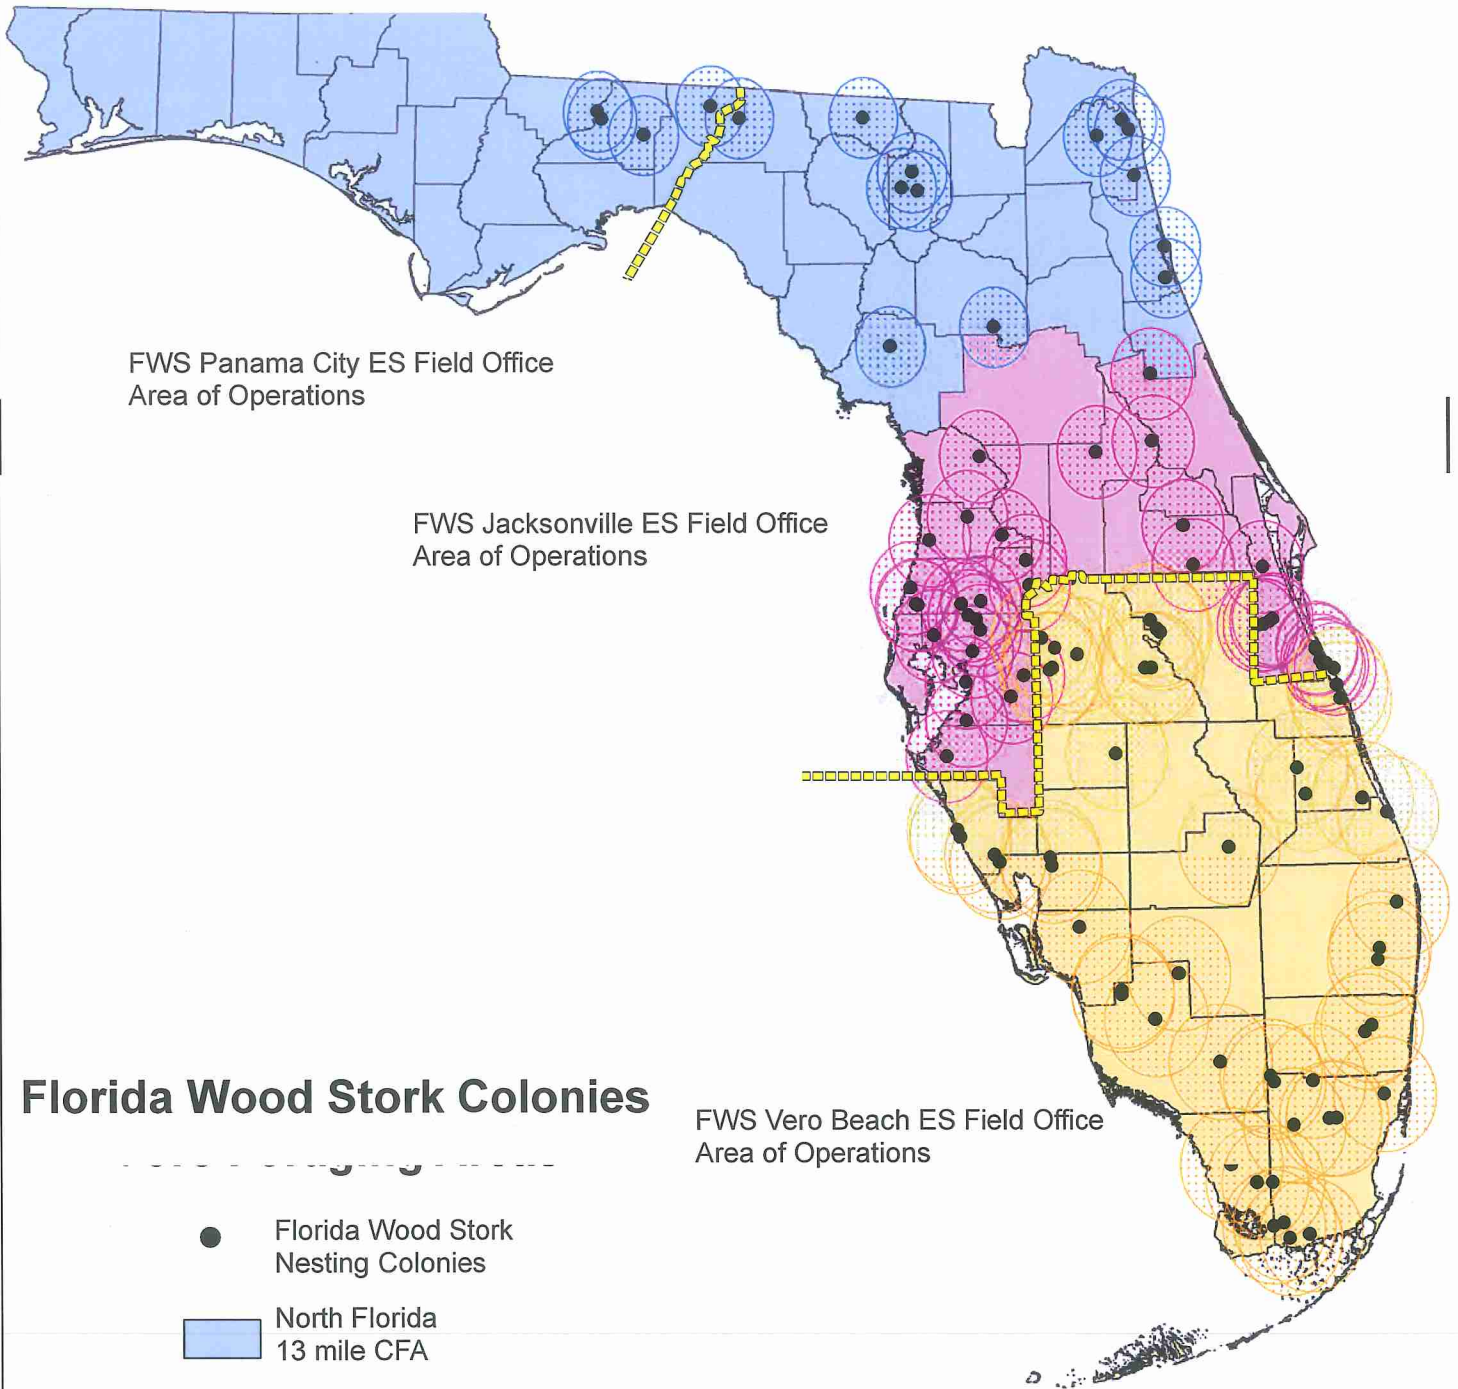 FWS Panama City ES Field Office
Area of Operations
FWS Jacksonville ES Field Office
Area of Operations
Florida Wood Stork Colonies
FWS Vero Beach ES Field Office
Area of Operations
Florida Wood Stork
Nesting Colonies
North Florida
13 mile CFA